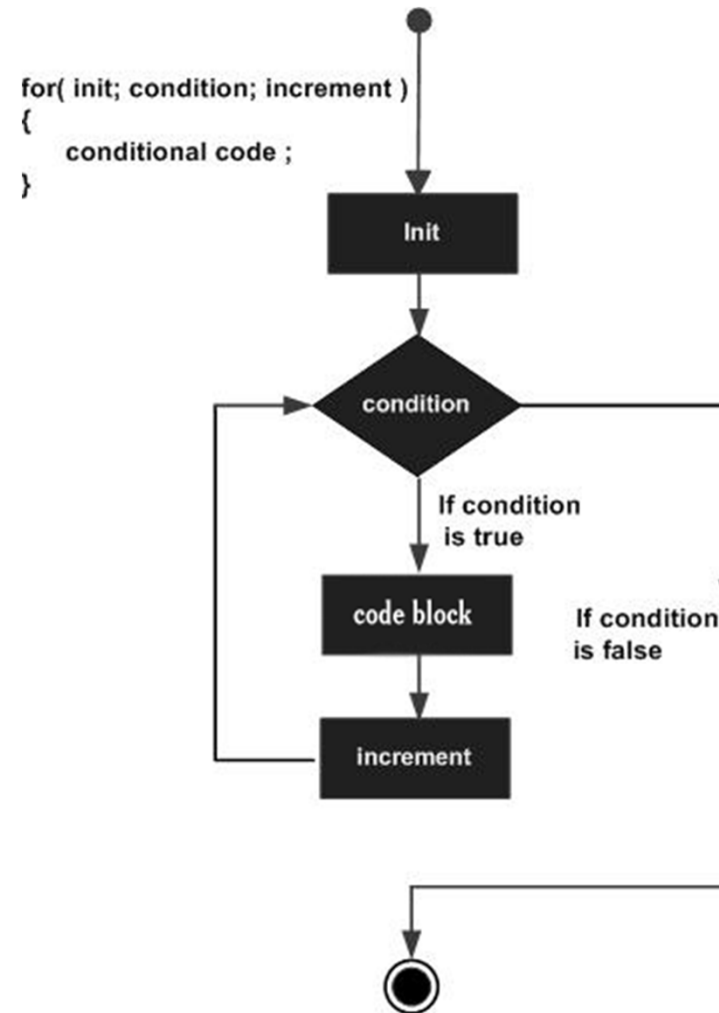 for( init; condition; increment )
{
conditional code ;
}
Init
condition
If condition
is true
code block
If condition
is false
increment